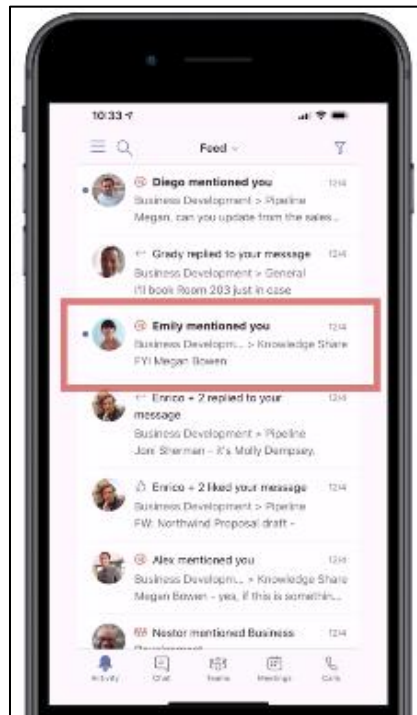 10:33
Feed
Diego mentioned you 12/4
Business Development > Pipeline
Megan, can you update from the sales...
Grady replied to your message 12/4
Business Development > General
I'll book Room 203 just in case
Emily mentioned you 12/4
Business Developm... > Knowledge Share
FYI Megan Bowen
Enrico + 2 replied to your 12/4
message
Business Development > Pipeline
Joni Sherman - it's Molly Dempsey.
Enrico + 2 liked your message 12/4
Business Development > Pipeline
FW: Northwind Proposal draft -
Alex mentioned you 12/4
Business Developm... > Knowledge Share
Megan Bowen - yes, if this is somethin...
Nestor mentioned Business 12/4
Activity Chat Teams Meetings Calls